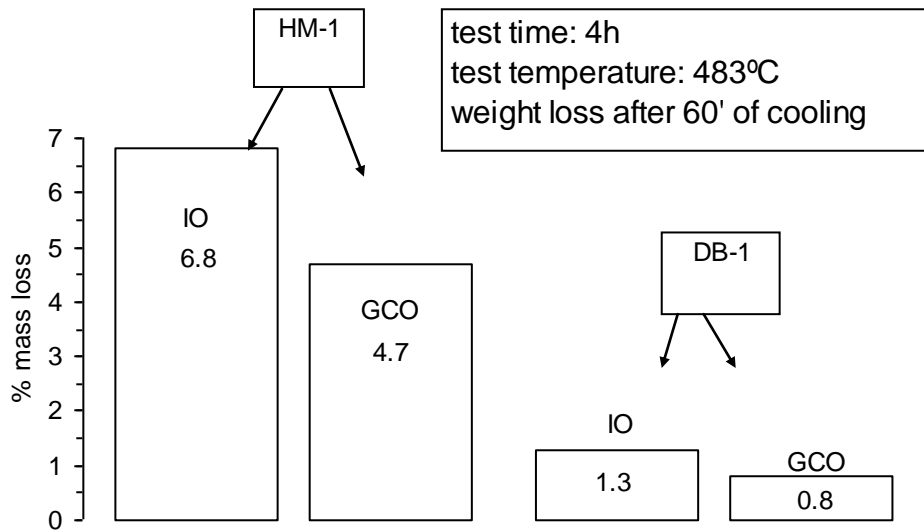 HM-1
test time: 4h
test temperature: 483ºC
weight loss after 60' of cooling
% mass loss
7
6
5
4
3
2
1
0
IO
6.8
GCO
4.7
DB-1
IO
1.3
GCO
0.8